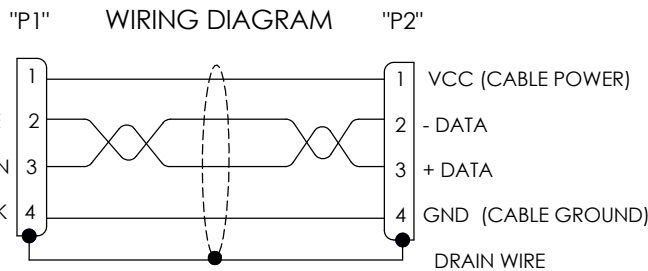 "P1" WIRING DIAGRAM "P2"
1 1 VCC (CABLE POWER)
2 2 - DATA
N 3 3 + DATA
K 4 4 GND (CABLE GROUND)
DRAIN WIRE